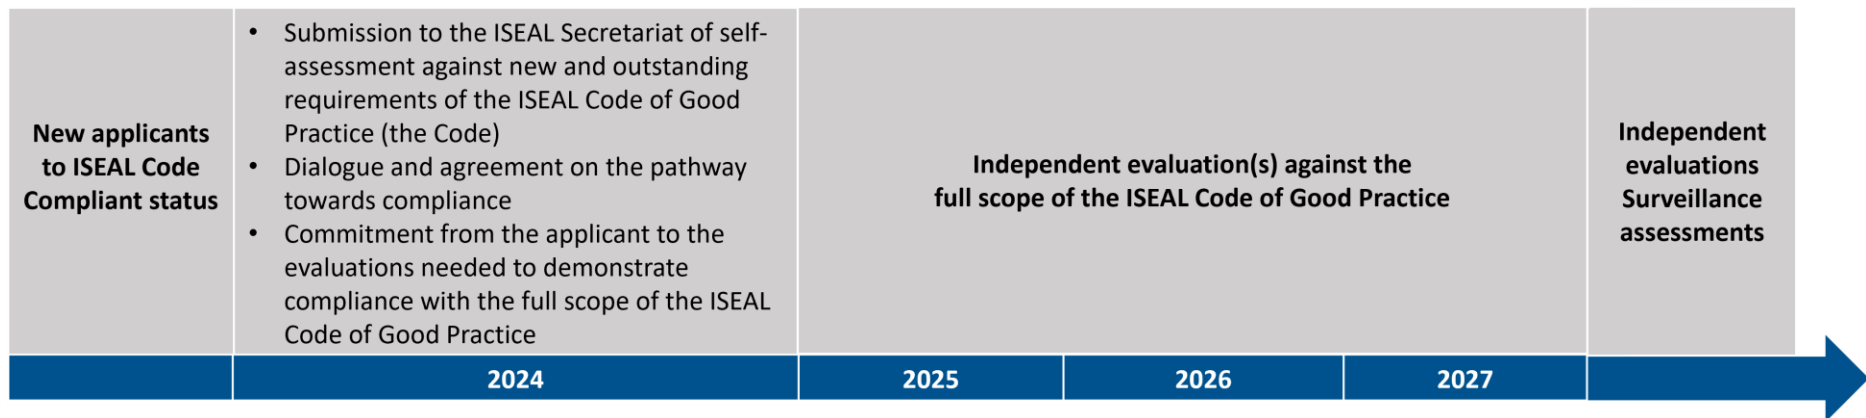 New applicants
to ISEAL Code
Compliant status
• Submission to the ISEAL Secretariat of self-
assessment against new and outstanding
requirements of the ISEAL Code of Good
Practice (the Code)
• Dialogue and agreement on the pathway
towards compliance
• Commitment from the applicant to the
evaluations needed to demonstrate
compliance with the full scope of the ISEAL
Code of Good Practice
Independent evaluation(s) against the
full scope of the ISEAL Code of Good Practice
Independent
evaluations
Surveillance
assessments
2024
2025
2026
2027